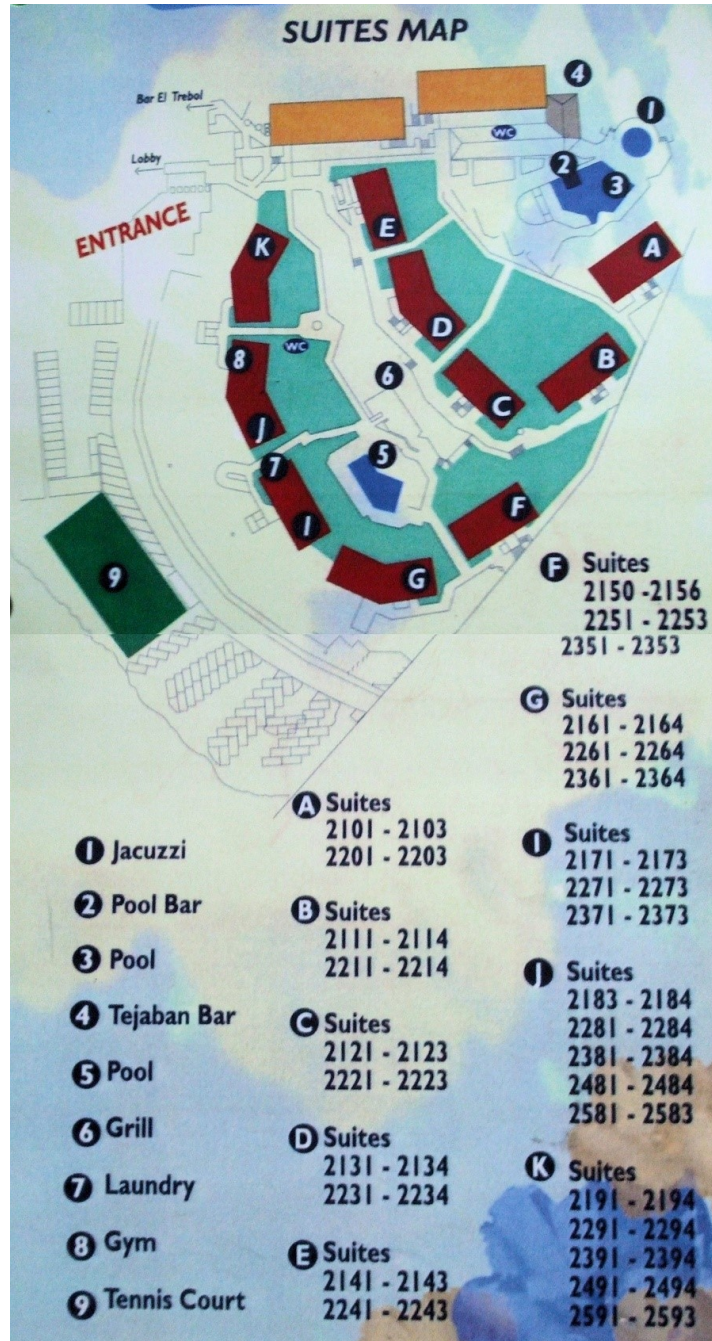 SUITES MAP
Bar El Trebol
Lobby
ENTRANCE
WC
4
1
2
3
A
K
E
D
B
C
8
WC
6
J
7
5
I
F
G
9
F Suites
2150 -2156
2251 - 2253
2351 - 2353
G Suites
2161 - 2164
2261 - 2264
2361 - 2364
I Suites
2171 - 2173
2271 - 2273
2371 - 2373
J Suites
2183 - 2184
2281 - 2284
2381 - 2384
2481 - 2484
2581 - 2583
K Suites
2191 - 2194
2291 - 2294
2391 - 2394
2491 - 2494
2591 - 2593
A Suites
2101 - 2103
2201 - 2203
B Suites
2111 - 2114
2211 - 2214
C Suites
2121 - 2123
2221 - 2223
D Suites
2131 - 2134
2231 - 2234
E Suites
2141 - 2143
2241 - 2243
1 Jacuzzi
2 Pool Bar
3 Pool
4 Tejaban Bar
5 Pool
6 Grill
7 Laundry
8 Gym
9 Tennis Court